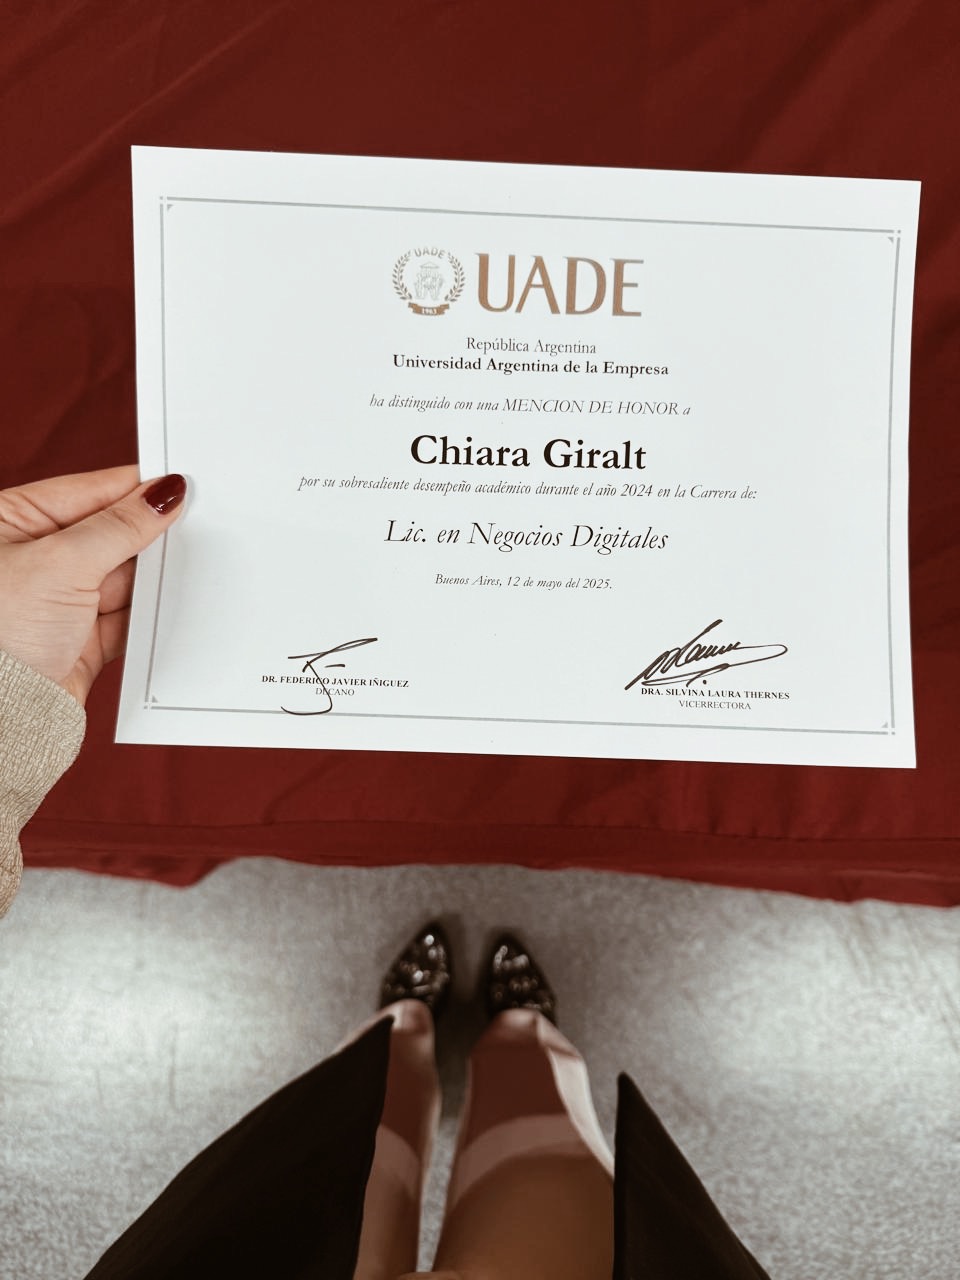 UADE
1963
UADE
República Argentina
Universidad Argentina de la Empresa
ha distinguido con una MENCION DE HONOR a
Chiara Giralt
por su sobresaliente desempeño académico durante el año 2024 en la Carrera de:
Lic. en Negocios Digitales
Buenos Aires, 12 de mayo del 2025.
DR. FEDERICO JAVIER IÑIGUEZ
DECANO
DRA. SILVINA LAURA THERNES
VICERRECTORA